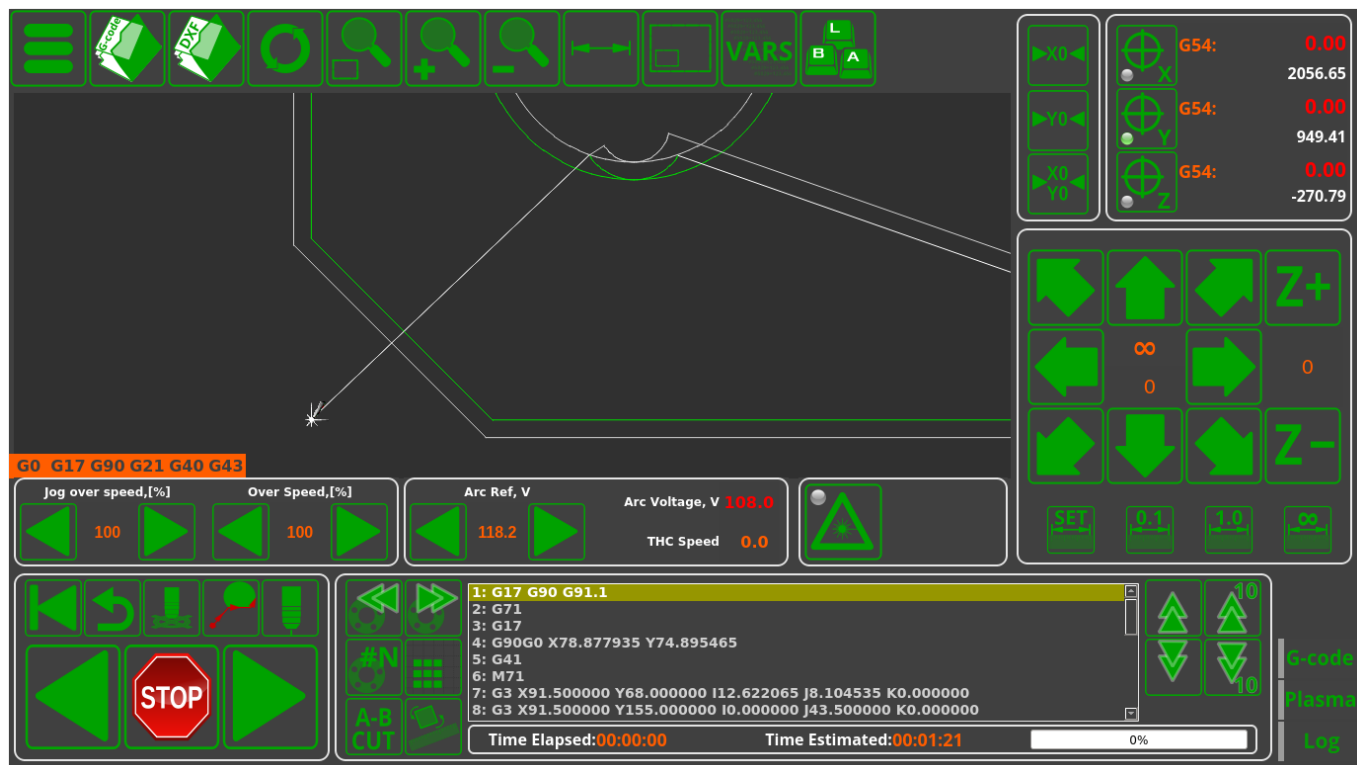 G-code
DXF
VARS
L
B
A
X0
Y0
X0
Y0
X
G54:
0.00
2056.65
Y
G54:
0.00
949.41
Z
G54:
0.00
-270.79
Z+
∞
0
0
Z-
SET
0.1
1.0
∞
G0 G17 G90 G21 G40 G43
Jog over speed,[%]
100
Over Speed,[%]
100
Arc Ref, V
118.2
Arc Voltage, V 108.0
THC Speed 0.0
STOP
#N
A-B
CUT
1: G17 G90 G91.1
2: G71
3: G17
4: G90G0 X78.877935 Y74.895465
5: G41
6: M71
7: G3 X91.500000 Y68.000000 I12.622065 J8.104535 K0.000000
8: G3 X91.500000 Y155.000000 I0.000000 J43.500000 K0.000000
Time Elapsed:00:00:00
Time Estimated:00:01:21
0%
10
10
G-code
Plasma
Log